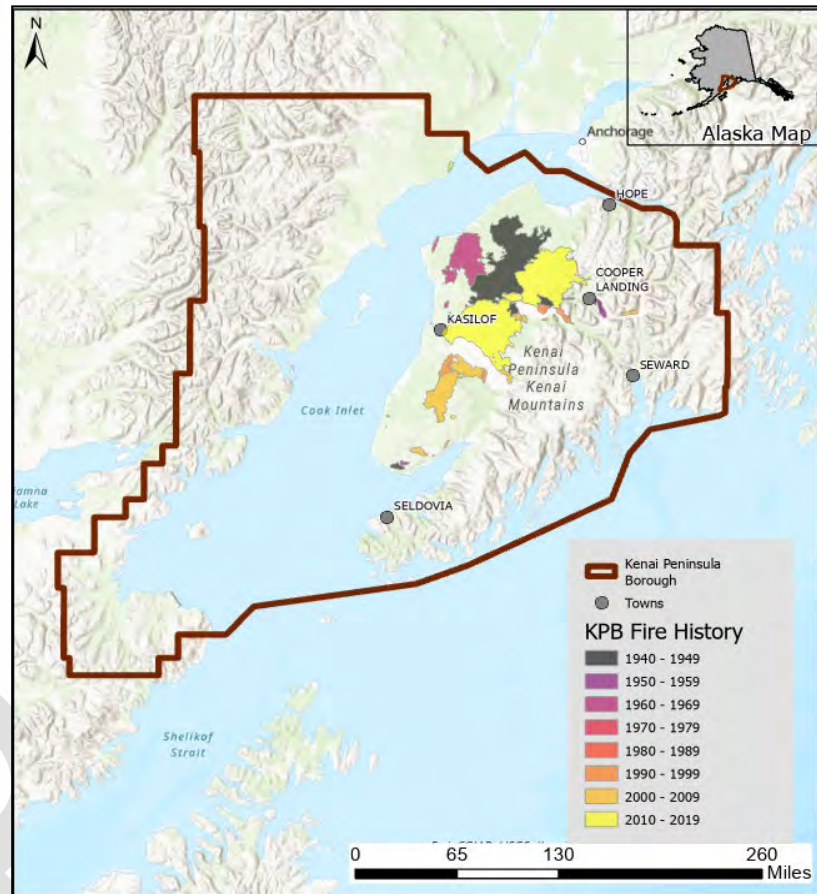 N
Anchorage
Alaska Map
HOPE
COOPER
LANDING
KASILOF
Kenai
Peninsula
Kenai
Mountains
SEWARD
Cook Inlet
Lake
SELDOVIA
Kenai Peninsula
Borough
Towns
KPB Fire History
1940 - 1949
1950 - 1959
1960 - 1969
1970 - 1979
1980 - 1989
1990 - 1999
2000 - 2009
2010 - 2019
Shelikof
Strait
0 65 130 260
Miles